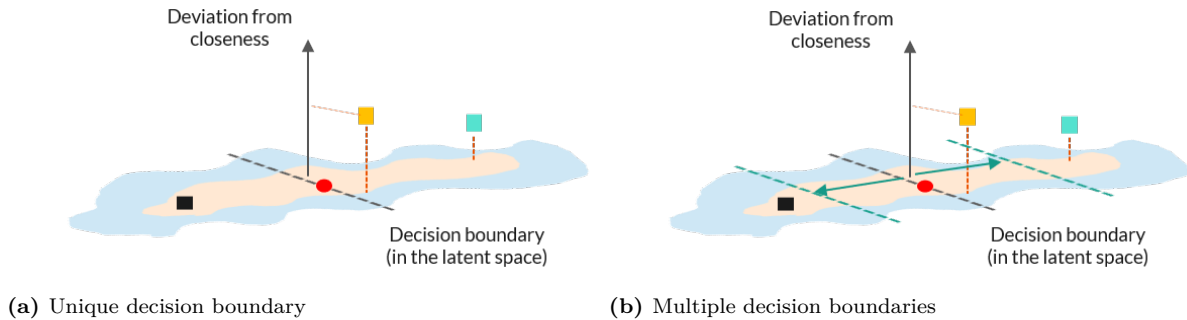 Deviation from
closeness
Decision boundary
(in the latent space)
(a) Unique decision boundary
Deviation from
closeness
Decision boundary
(in the latent space)
(b) Multiple decision boundaries